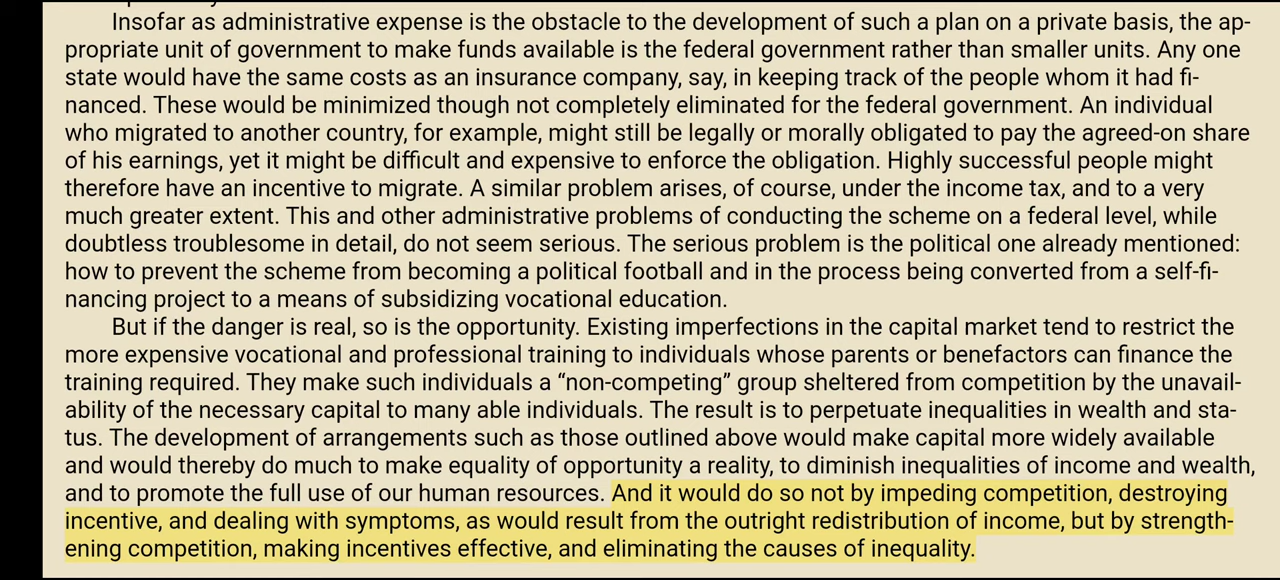 Insofar as administrative expense is the obstacle to the development of such a plan on a private basis, the ap-
propriate unit of government to make funds available is the federal government rather than smaller units. Any one
state would have the same costs as an insurance company, say, in keeping track of the people whom it had fi-
nanced. These would be minimized though not completely eliminated for the federal government. An individual
who migrated to another country, for example, might still be legally or morally obligated to pay the agreed-on share
of his earnings, yet it might be difficult and expensive to enforce the obligation. Highly successful people might
therefore have an incentive to migrate. A similar problem arises, of course, under the income tax, and to a very
much greater extent. This and other administrative problems of conducting the scheme on a federal level, while
doubtless troublesome in detail, do not seem serious. The serious problem is the political one already mentioned:
how to prevent the scheme from becoming a political football and in the process being converted from a self-fi-
nancing project to a means of subsidizing vocational education.
But if the danger is real, so is the opportunity. Existing imperfections in the capital market tend to restrict the
more expensive vocational and professional training to individuals whose parents or benefactors can finance the
training required. They make such individuals a “non-competing” group sheltered from competition by the unavail-
ability of the necessary capital to many able individuals. The result is to perpetuate inequalities in wealth and sta-
tus. The development of arrangements such as those outlined above would make capital more widely available
and would thereby do much to make equality of opportunity a reality, to diminish inequalities of income and wealth,
and to promote the full use of our human resources. And it would do so not by impeding competition, destroying
incentive, and dealing with symptoms, as would result from the outright redistribution of income, but by strength-
ening competition, making incentives effective, and eliminating the causes of inequality.